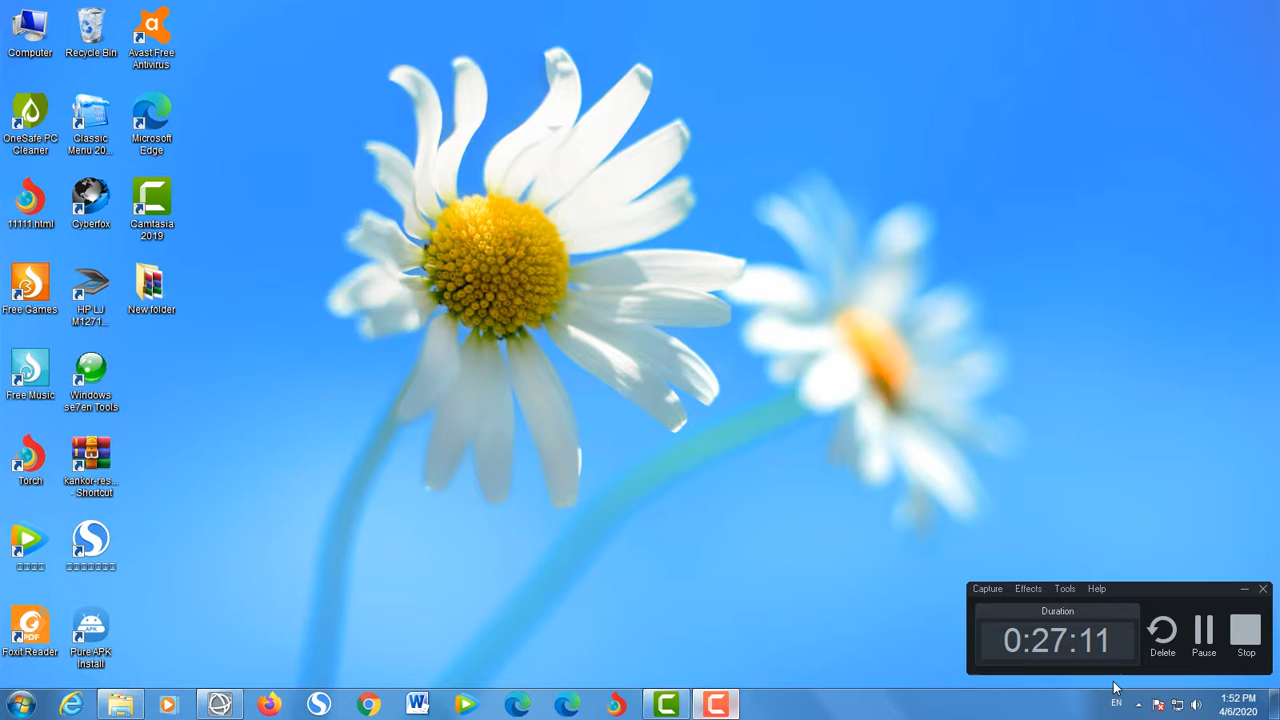 Computer
Recycle Bin
Avast Free
Antivirus
OneSafe PC
Cleaner
Classic
Menu 20...
Microsoft
Edge
11111.html
Cyberfox
Camtasia
2019
Free Games
HP LJ
M1271...
New folder
Free Music
Windows
se7en Tools
Torch
kankor-res...
- Shortcut
Foxit Reader
Pure APK
Install
Capture Effects Tools Help
Duration
0:27:11
Delete
Pause
Stop
EN
1:52 PM
4/6/2020